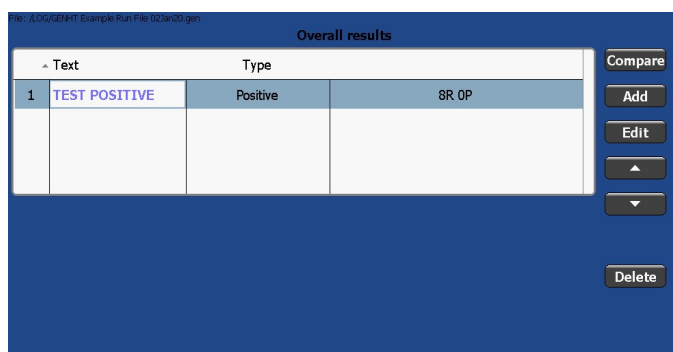 File: /LOG/GENHT Example Run File 02Jan20.gen
Overall results
Text Type
1 TEST POSITIVE Positive 8R 0P
Compare
Add
Edit
Delete